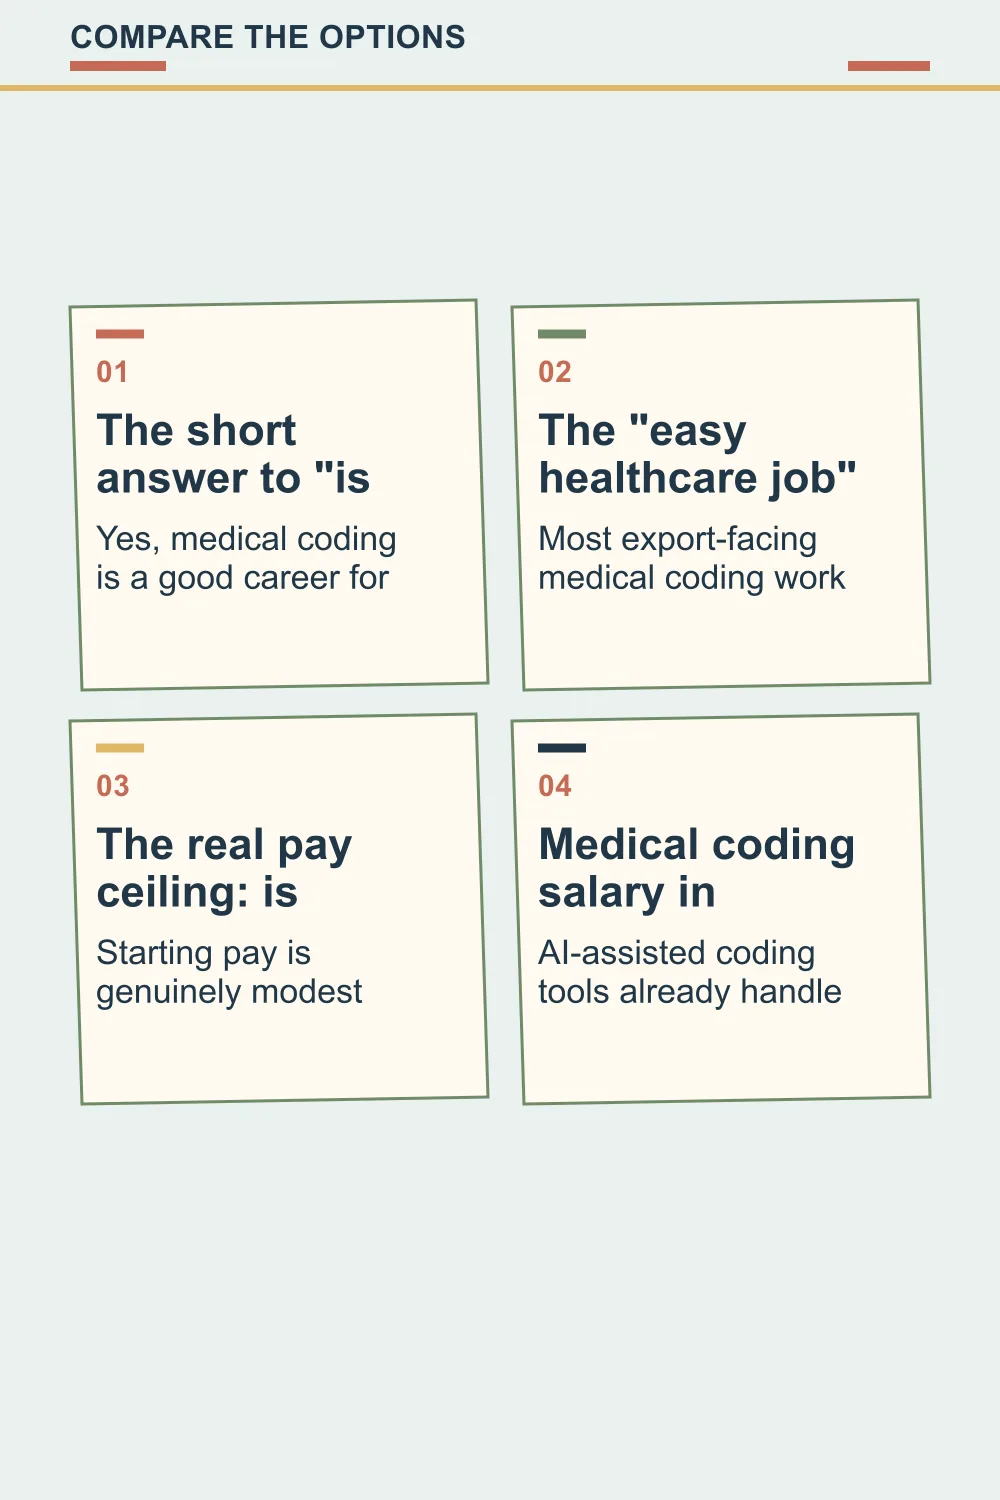 COMPARE THE OPTIONS
01
The short
answer to "is
Yes, medical coding
is a good career for
02
The "easy
healthcare job"
Most export-facing
medical coding work
03
The real pay
ceiling: is
Starting pay is
genuinely modest
04
Medical coding
salary in
AI-assisted coding
tools already handle